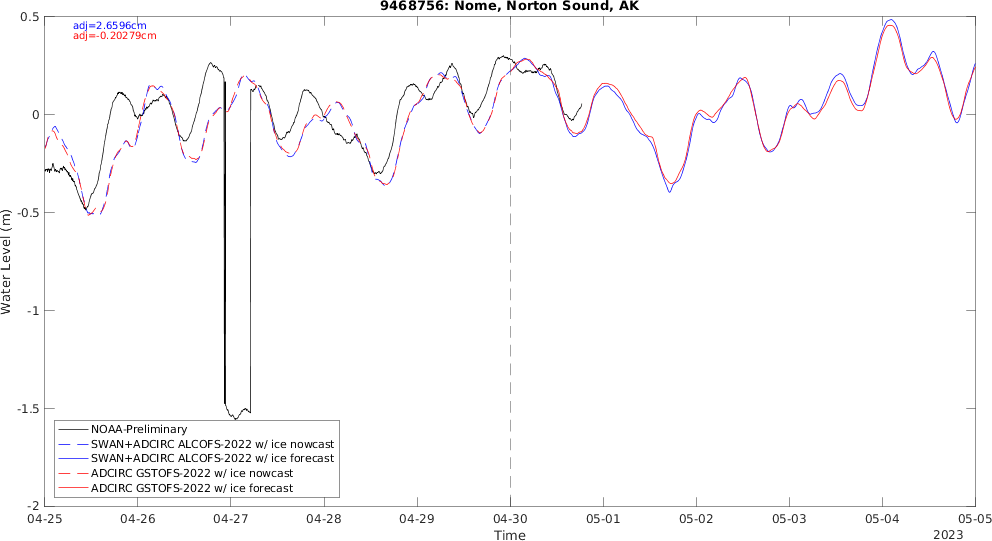 9468756: Nome, Norton Sound, AK
adj=2.6596cm
adj=-0.20279cm
0.5
0
-0.5
-1
-1.5
-2
Water Level (m)
NOAA-Preliminary
SWAN+ADCIRC ALCOFS-2022 w/ ice nowcast
SWAN+ADCIRC ALCOFS-2022 w/ ice forecast
ADCIRC GSTOFS-2022 w/ ice nowcast
ADCIRC GSTOFS-2022 w/ ice forecast
04-25 04-26 04-27 04-28 04-29 04-30 05-01 05-02 05-03 05-04 05-05
Time
2023